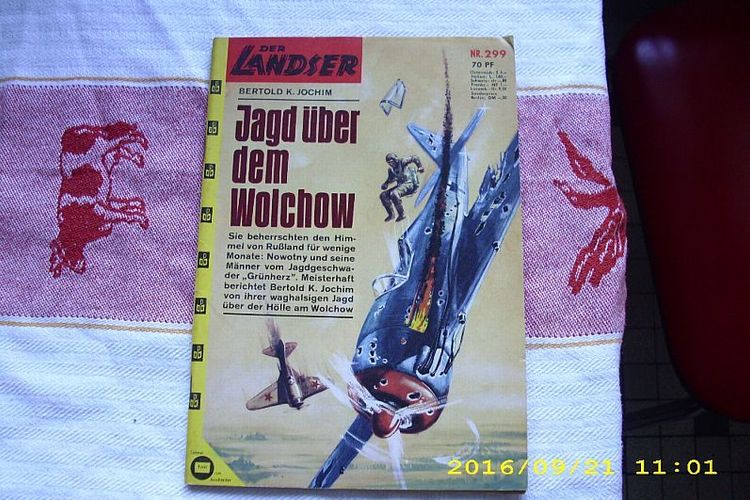 DER
LANDSER
NR. 299
70 PF
BERTOLD K. JOCHIM
Jagd über
dem
Wolchow
Sie beherrschten den Him-
mel von Rußland für wenige
Monate: Nowotny und seine
Männer vom Jagdgeschwa-
der „Grünherz". Meisterhaft
berichtet Bertold K. Jochim
von ihrer waghalsigen Jagd
über der Hölle am Wolchow
2016/09/21 11:01